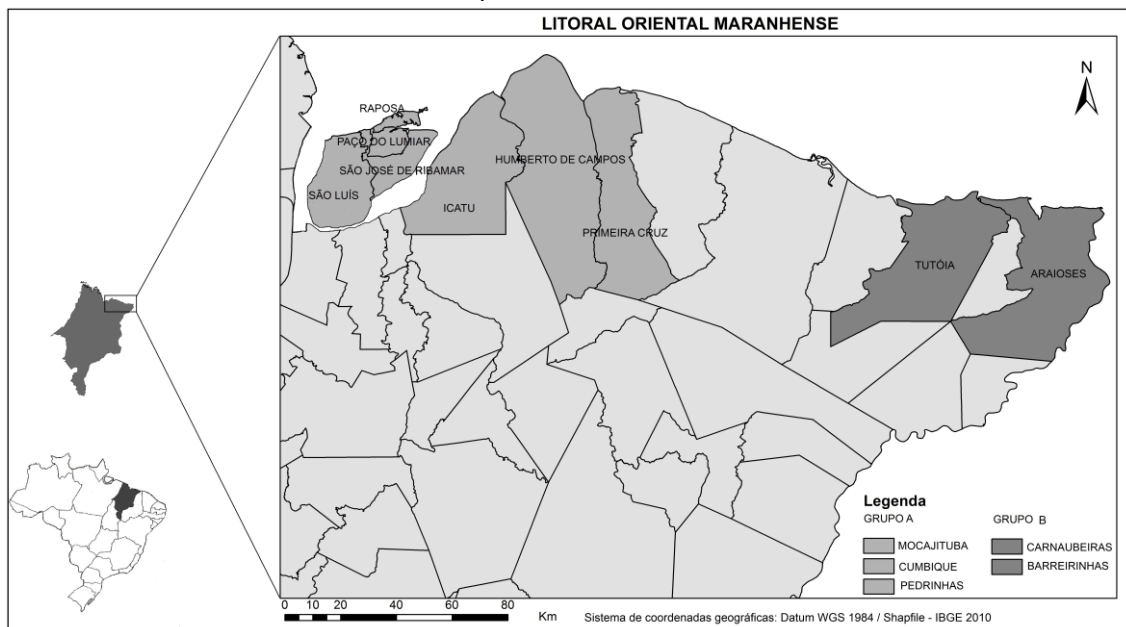 LITORAL ORIENTAL MARANHENSE
N
RAPOSA
PAÇO DO LUMIAR
SÃO JOSÉ DE RIBAMAR
SÃO LUÍS
ICATU
HUMBERTO DE CAMPOS
PRIMEIRA CRUZ
TUTÓIA
ARAIOSES
Legenda
GRUPO A
MOCAJITUBA
CUMBIQUE
PEDRINHAS
GRUPO B
CARNAUBEIRAS
BARREIRINHAS
0 10 20 40 60 80
Km
Sistema de coordenadas geográficas: Datum WGS 1984 / Shapfile - IBGE 2010